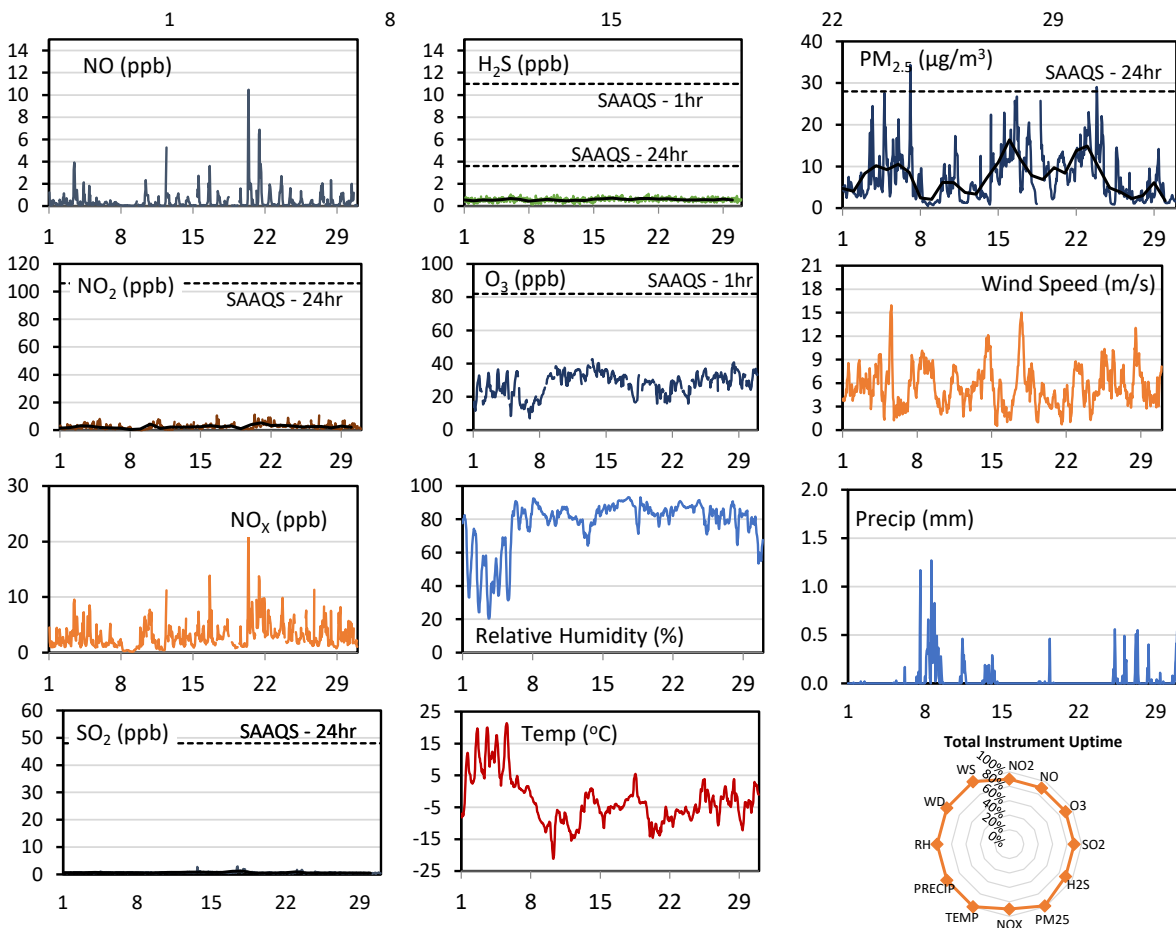 1 8 15 22 29
NO (ppb)
14
12
10
8
6
4
2
0
1 8 15 22 29
H₂S (ppb)
SAAQS - 1hr
SAAQS - 24hr
14
12
10
8
6
4
2
0
1 8 15 22 29
PM₂.₅ (µg/m³)
SAAQS - 24hr
40
30
20
10
0
1 8 15 22 29
NO₂ (ppb)
SAAQS - 24hr
120
100
80
60
40
20
0
1 8 15 22 29
O₃ (ppb)
SAAQS - 1hr
100
80
60
40
20
0
1 8 15 22 29
Wind Speed (m/s)
21
18
15
12
9
6
3
0
1 8 15 22 29
NOX (ppb)
30
20
10
0
1 8 15 22 29
Relative Humidity (%)
100
80
60
40
20
0
1 8 15 22 29
Precip (mm)
2.0
1.5
1.0
0.5
0.0
1 8 15 22 29
SO₂ (ppb)
SAAQS - 24hr
60
50
40
30
20
10
0
1 8 15 22 29
Temp (oC)
25
15
5
-5
-15
-25
1 8 15 22 29
Total Instrument Uptime
100%
80%
60%
40%
20%
0%
NO2
NO
O3
SO2
H2S
PM25
NOX
TEMP
PRECIP
RH
WD
WS